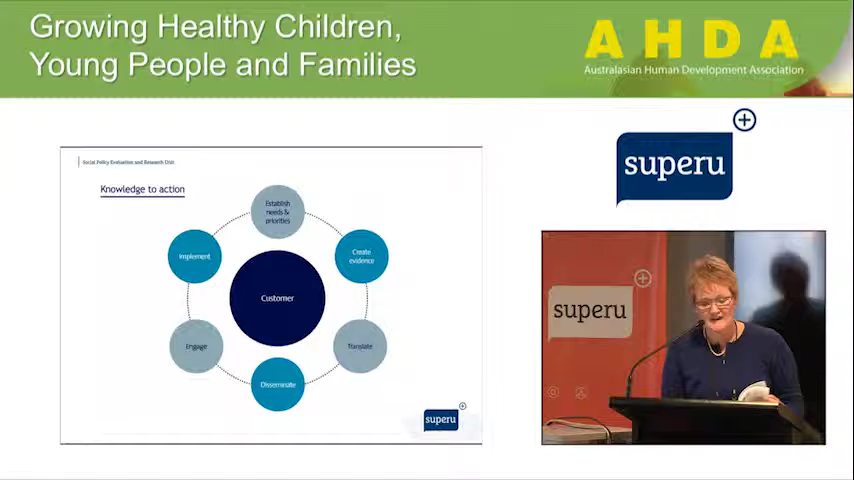 Growing Healthy Children,
Young People and Families
AHDA
Australasian Human Development Association
superu
Social Policy Evaluation and Research Unit
Knowledge to action
Establish
needs &
priorities
Create
evidence
Translate
Disseminate
Engage
Implement
Customer
superu
superu